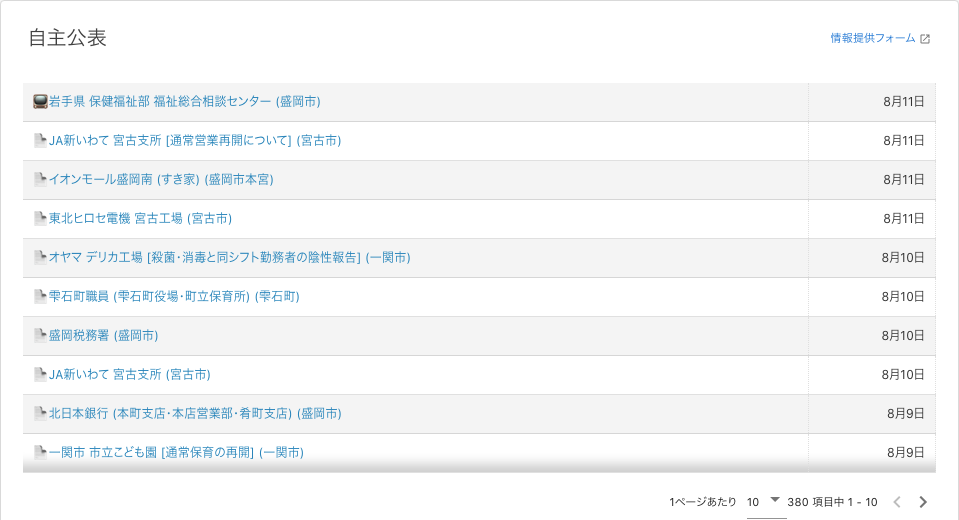 自主公表
情報提供フォーム
岩手県 保健福祉部 福祉総合相談センター (盛岡市) 8月11日
JA新いわて 宮古支所 [通常営業再開について] (宮古市) 8月11日
イオンモール盛岡南 (すき家) (盛岡市本宮) 8月11日
東北ヒロセ電機 宮古工場 (宮古市) 8月11日
オヤマ デリカ工場 [殺菌・消毒と同シフト勤務者の陰性報告] (一関市) 8月10日
雫石町職員 (雫石町役場・町立保育所) (雫石町) 8月10日
盛岡税務署 (盛岡市) 8月10日
JA新いわて 宮古支所 (宮古市) 8月10日
北日本銀行 (本町支店・本店営業部・肴町支店) (盛岡市) 8月9日
一関市 市立こども園 [通常保育の再開] (一関市) 8月9日
1ページあたり 10 380 項目中 1 - 10